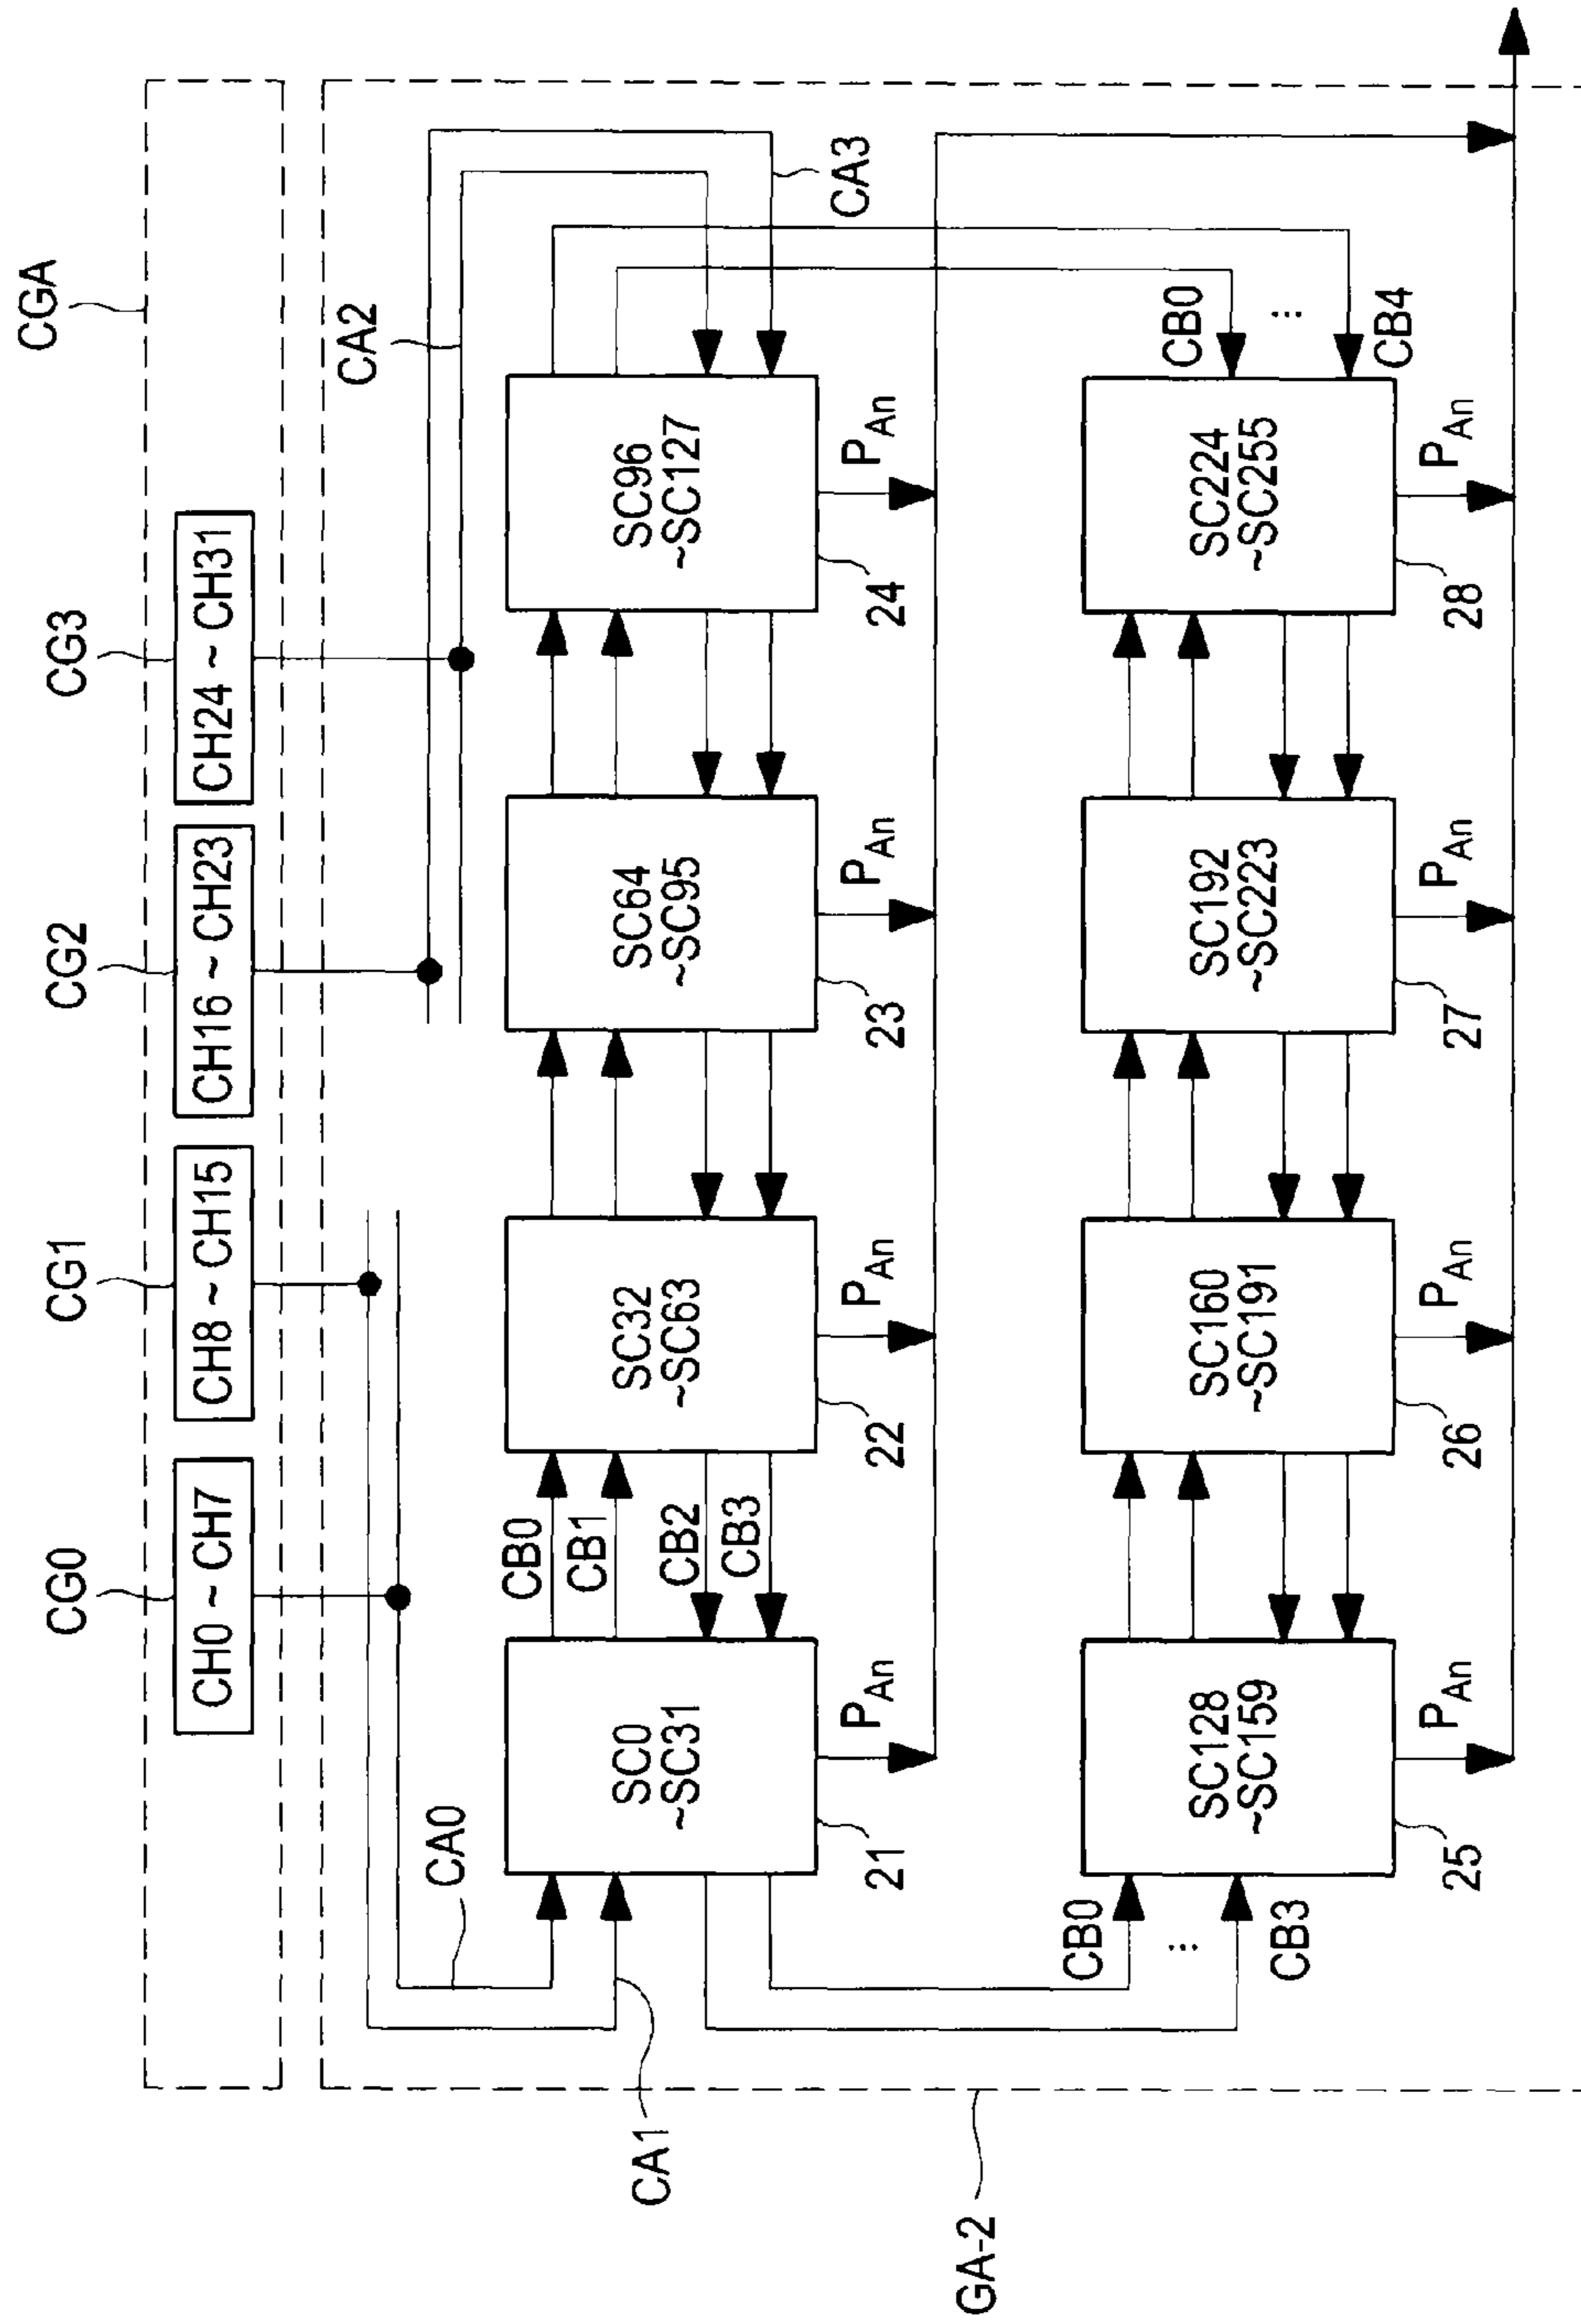 CGA
CG0
CG1
CG2
CG3
CH0 ~ CH7
CH8 ~ CH15
CH16 ~ CH23
CH24 ~ CH31
CA0
CA1
CA2
CA3
SC0
~SC31
SC32
~SC63
SC64
~SC95
SC96
~SC127
CB0
CB1
CB2
CB3
21
22
23
24
PAn
PAn
PAn
PAn
GA-2
CB0
...
CB3
CB0
...
CB4
SC128
~SC159
SC160
~SC191
SC192
~SC223
SC224
~SC255
25
26
27
28
PAn
PAn
PAn
PAn